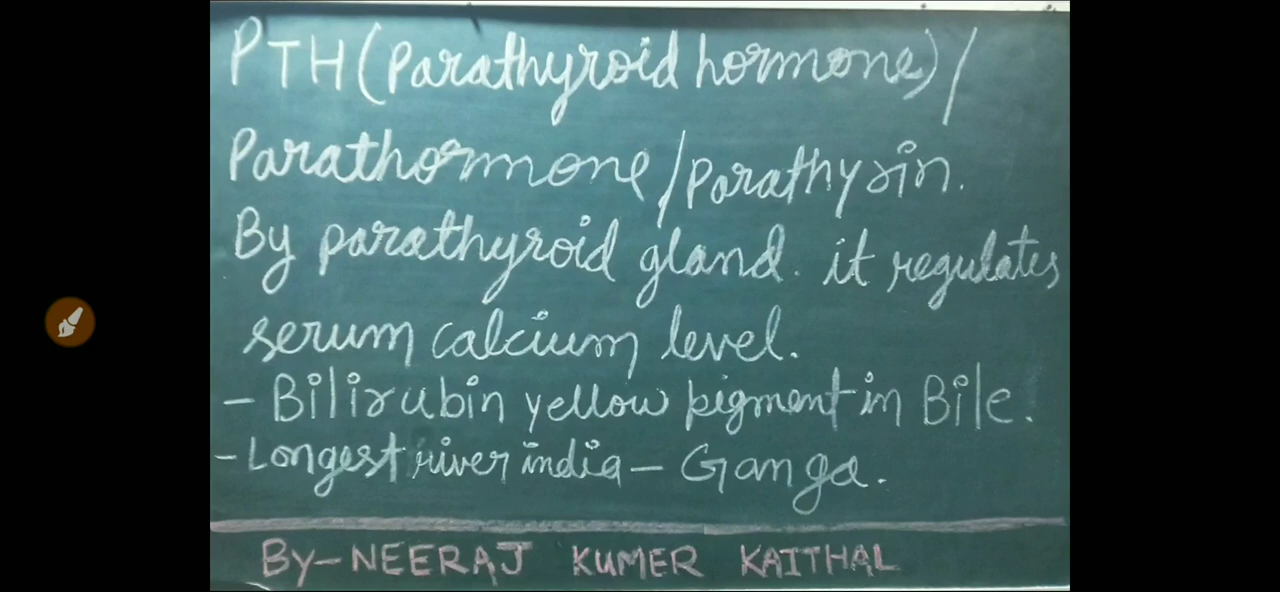 PTH (Parathyroid hormone) /
Parathormone / Parathyrin.
By parathyroid gland. it regulates
serum calcium level.
- Bilirubin yellow pigment in Bile.
- Longest river india - Ganga.
By - NEERAJ KUMER KAITHAL